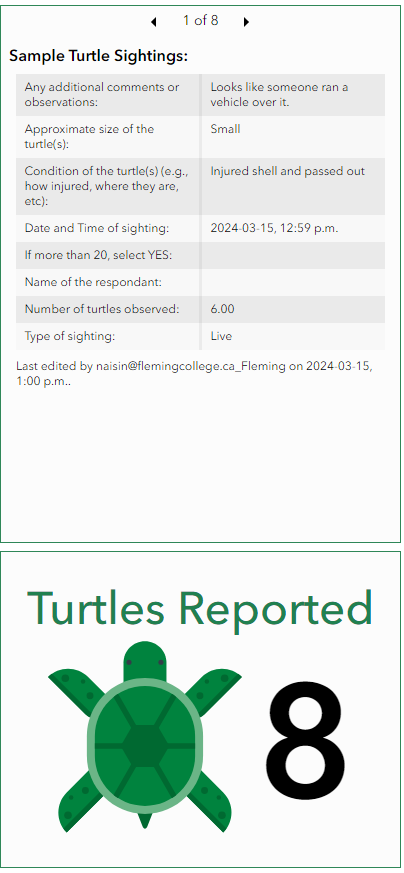 1 of 8
Sample Turtle Sightings:
Any additional comments or
observations:
Looks like someone ran a
vehicle over it.
Approximate size of the
turtle(s):
Small
Condition of the turtle(s) (e.g.,
how injured, where they are,
etc):
Injured shell and passed out
Date and Time of sighting:
2024-03-15, 12:59 p.m.
If more than 20, select YES:
Name of the respondant:
Number of turtles observed:
6.00
Type of sighting:
Live
Last edited by naisin@flemingcollege.ca_Fleming on 2024-03-15,
1:00 p.m..
Turtles Reported
8